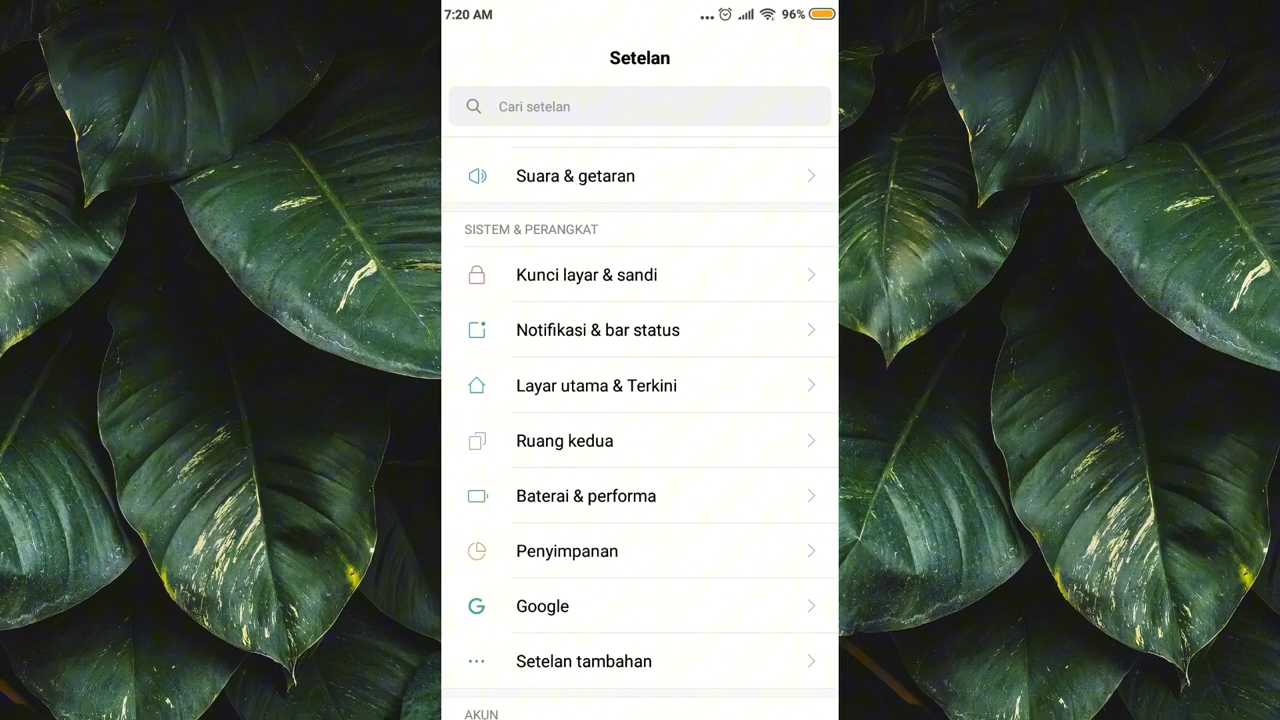 7:20 AM
96%
Setelan
Cari setelan
Suara & getaran
SISTEM & PERANGKAT
Kunci layar & sandi
Notifikasi & bar status
Layar utama & Terkini
Ruang kedua
Baterai & performa
Penyimpanan
Google
Setelan tambahan
AKUN